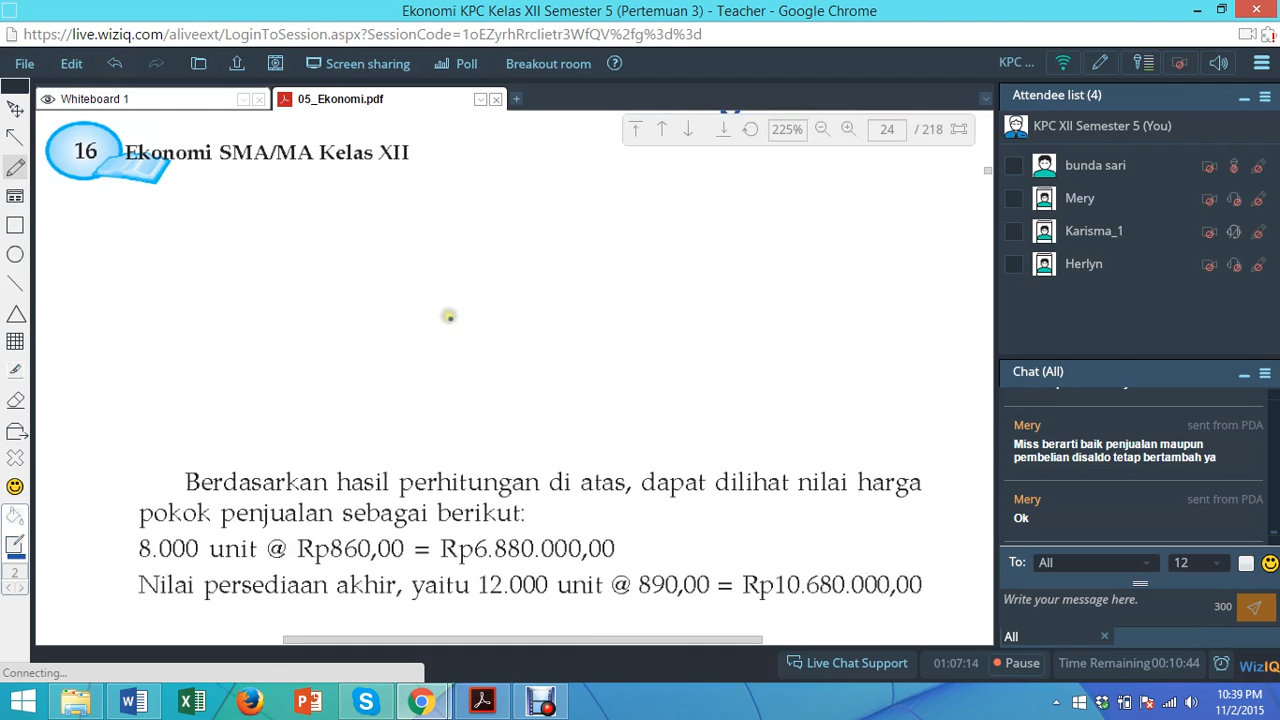 Ekonomi KPC Kelas XII Semester 5 (Pertemuan 3) - Teacher - Google Chrome
https://live.wiziq.com/aliveext/LoginToSession.aspx?SessionCode=1oEZyrhRrcIietr3WfQV%2fg%3d%3d
File Edit Screen sharing Poll Breakout room ? KPC ...
Whiteboard 1 05_Ekonomi.pdf
225% 24 / 218
16 Ekonomi SMA/MA Kelas XII
Berdasarkan hasil perhitungan di atas, dapat dilihat nilai harga
pokok penjualan sebagai berikut:
8.000 unit @ Rp860,00 = Rp6.880.000,00
Nilai persediaan akhir, yaitu 12.000 unit @ 890,00 = Rp10.680.000,00
2
Attendee list (4)
KPC XII Semester 5 (You)
bunda sari
Mery
Karisma_1
Herlyn
Chat (All)
Mery sent from PDA
Miss berarti baik penjualan maupun
pembelian disaldo tetap bertambah ya
Mery sent from PDA
Ok
To: All 12
Write your message here. 300
All
Connecting...
Live Chat Support 01:07:14 Pause Time Remaining 00:10:44 WizIQ
10:39 PM
11/2/2015